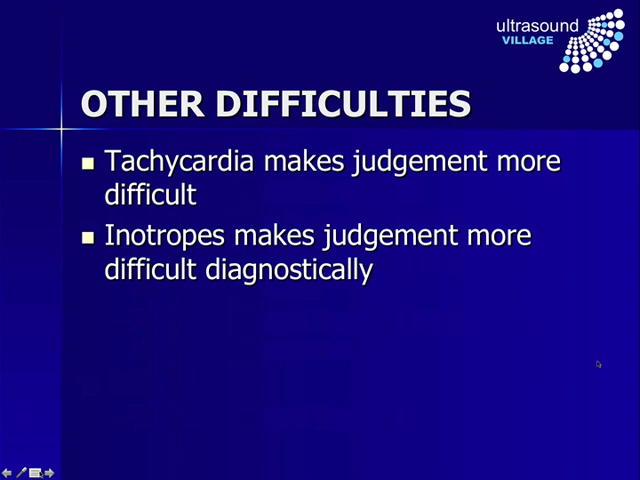 ultrasound
VILLAGE
OTHER DIFFICULTIES
Tachycardia makes judgement more
difficult
Inotropes makes judgement more
difficult diagnostically